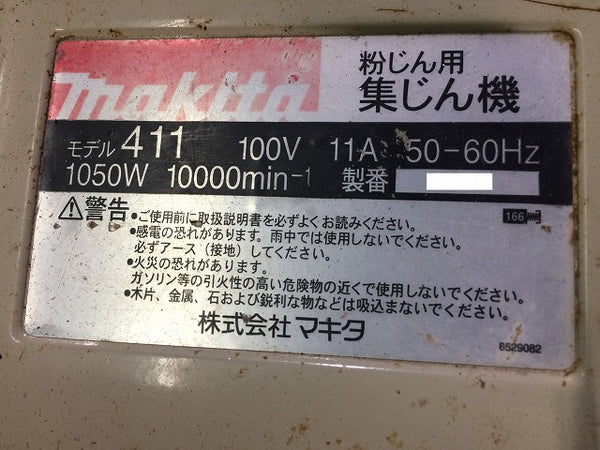 makita
粉じん用
集じん機
モデル 411 100V 11A 50-60Hz
1050W 10000min-1 製番
⚠警告
•ご使用前に取扱説明書を必ずよくお読みください。
•感電の恐れがあります。雨中では使用しないでください。
必ずアース（接地）してください。
•火災の恐れがあります。
ガソリン等の引火性の高い危険物の近くで使用しないでください。
•木片、金属、石および鋭利な物などは吸込まないでください。
166
株式会社 マキタ
8529082